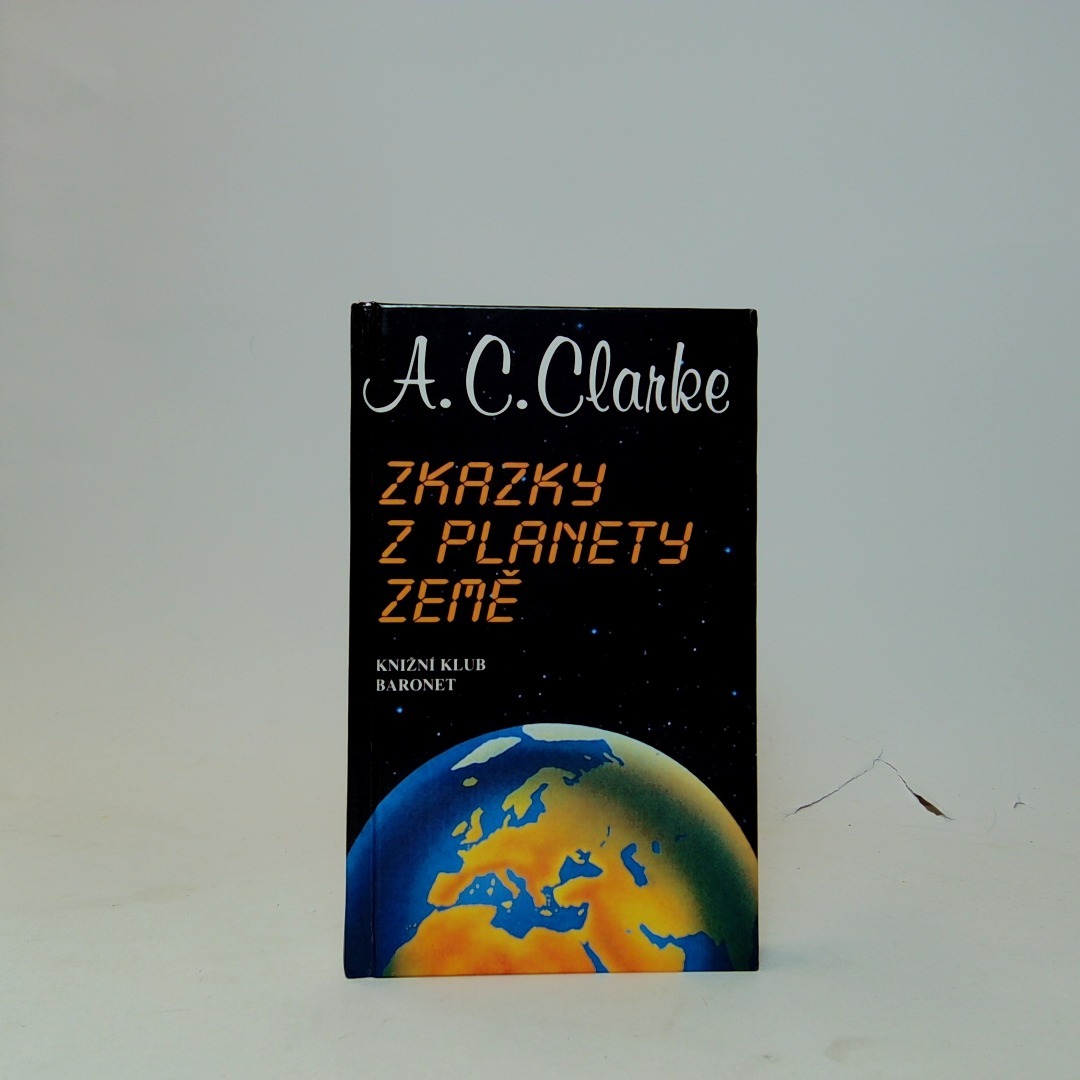 A. C. Clarke
ZKAZKY
Z PLANETY
ZEMĚ
KNIŽNÍ KLUB
BARONET